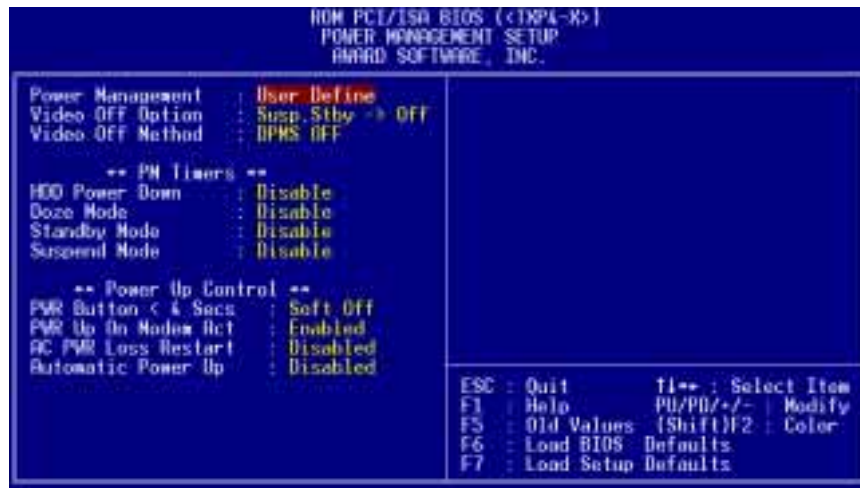 ROM PCI/ISA BIOS (<TXP4-X>)
POWER MANAGEMENT SETUP
AWARD SOFTWARE, INC.
Power Management : User Define
Video Off Option : Susp,Stby -> Off
Video Off Method : DPMS OFF
** PM Timers **
HDD Power Down : Disable
Doze Mode : Disable
Standby Mode : Disable
Suspend Mode : Disable
** Power Up Control **
PWR Button < 4 Secs : Soft Off
PWR Up On Modem Act : Enabled
AC PWR Loss Restart : Disabled
Automatic Power Up : Disabled
ESC : Quit ↑↓→← : Select Item
F1 : Help PU/PD/+/- : Modify
F5 : Old Values (Shift)F2 : Color
F6 : Load BIOS Defaults
F7 : Load Setup Defaults